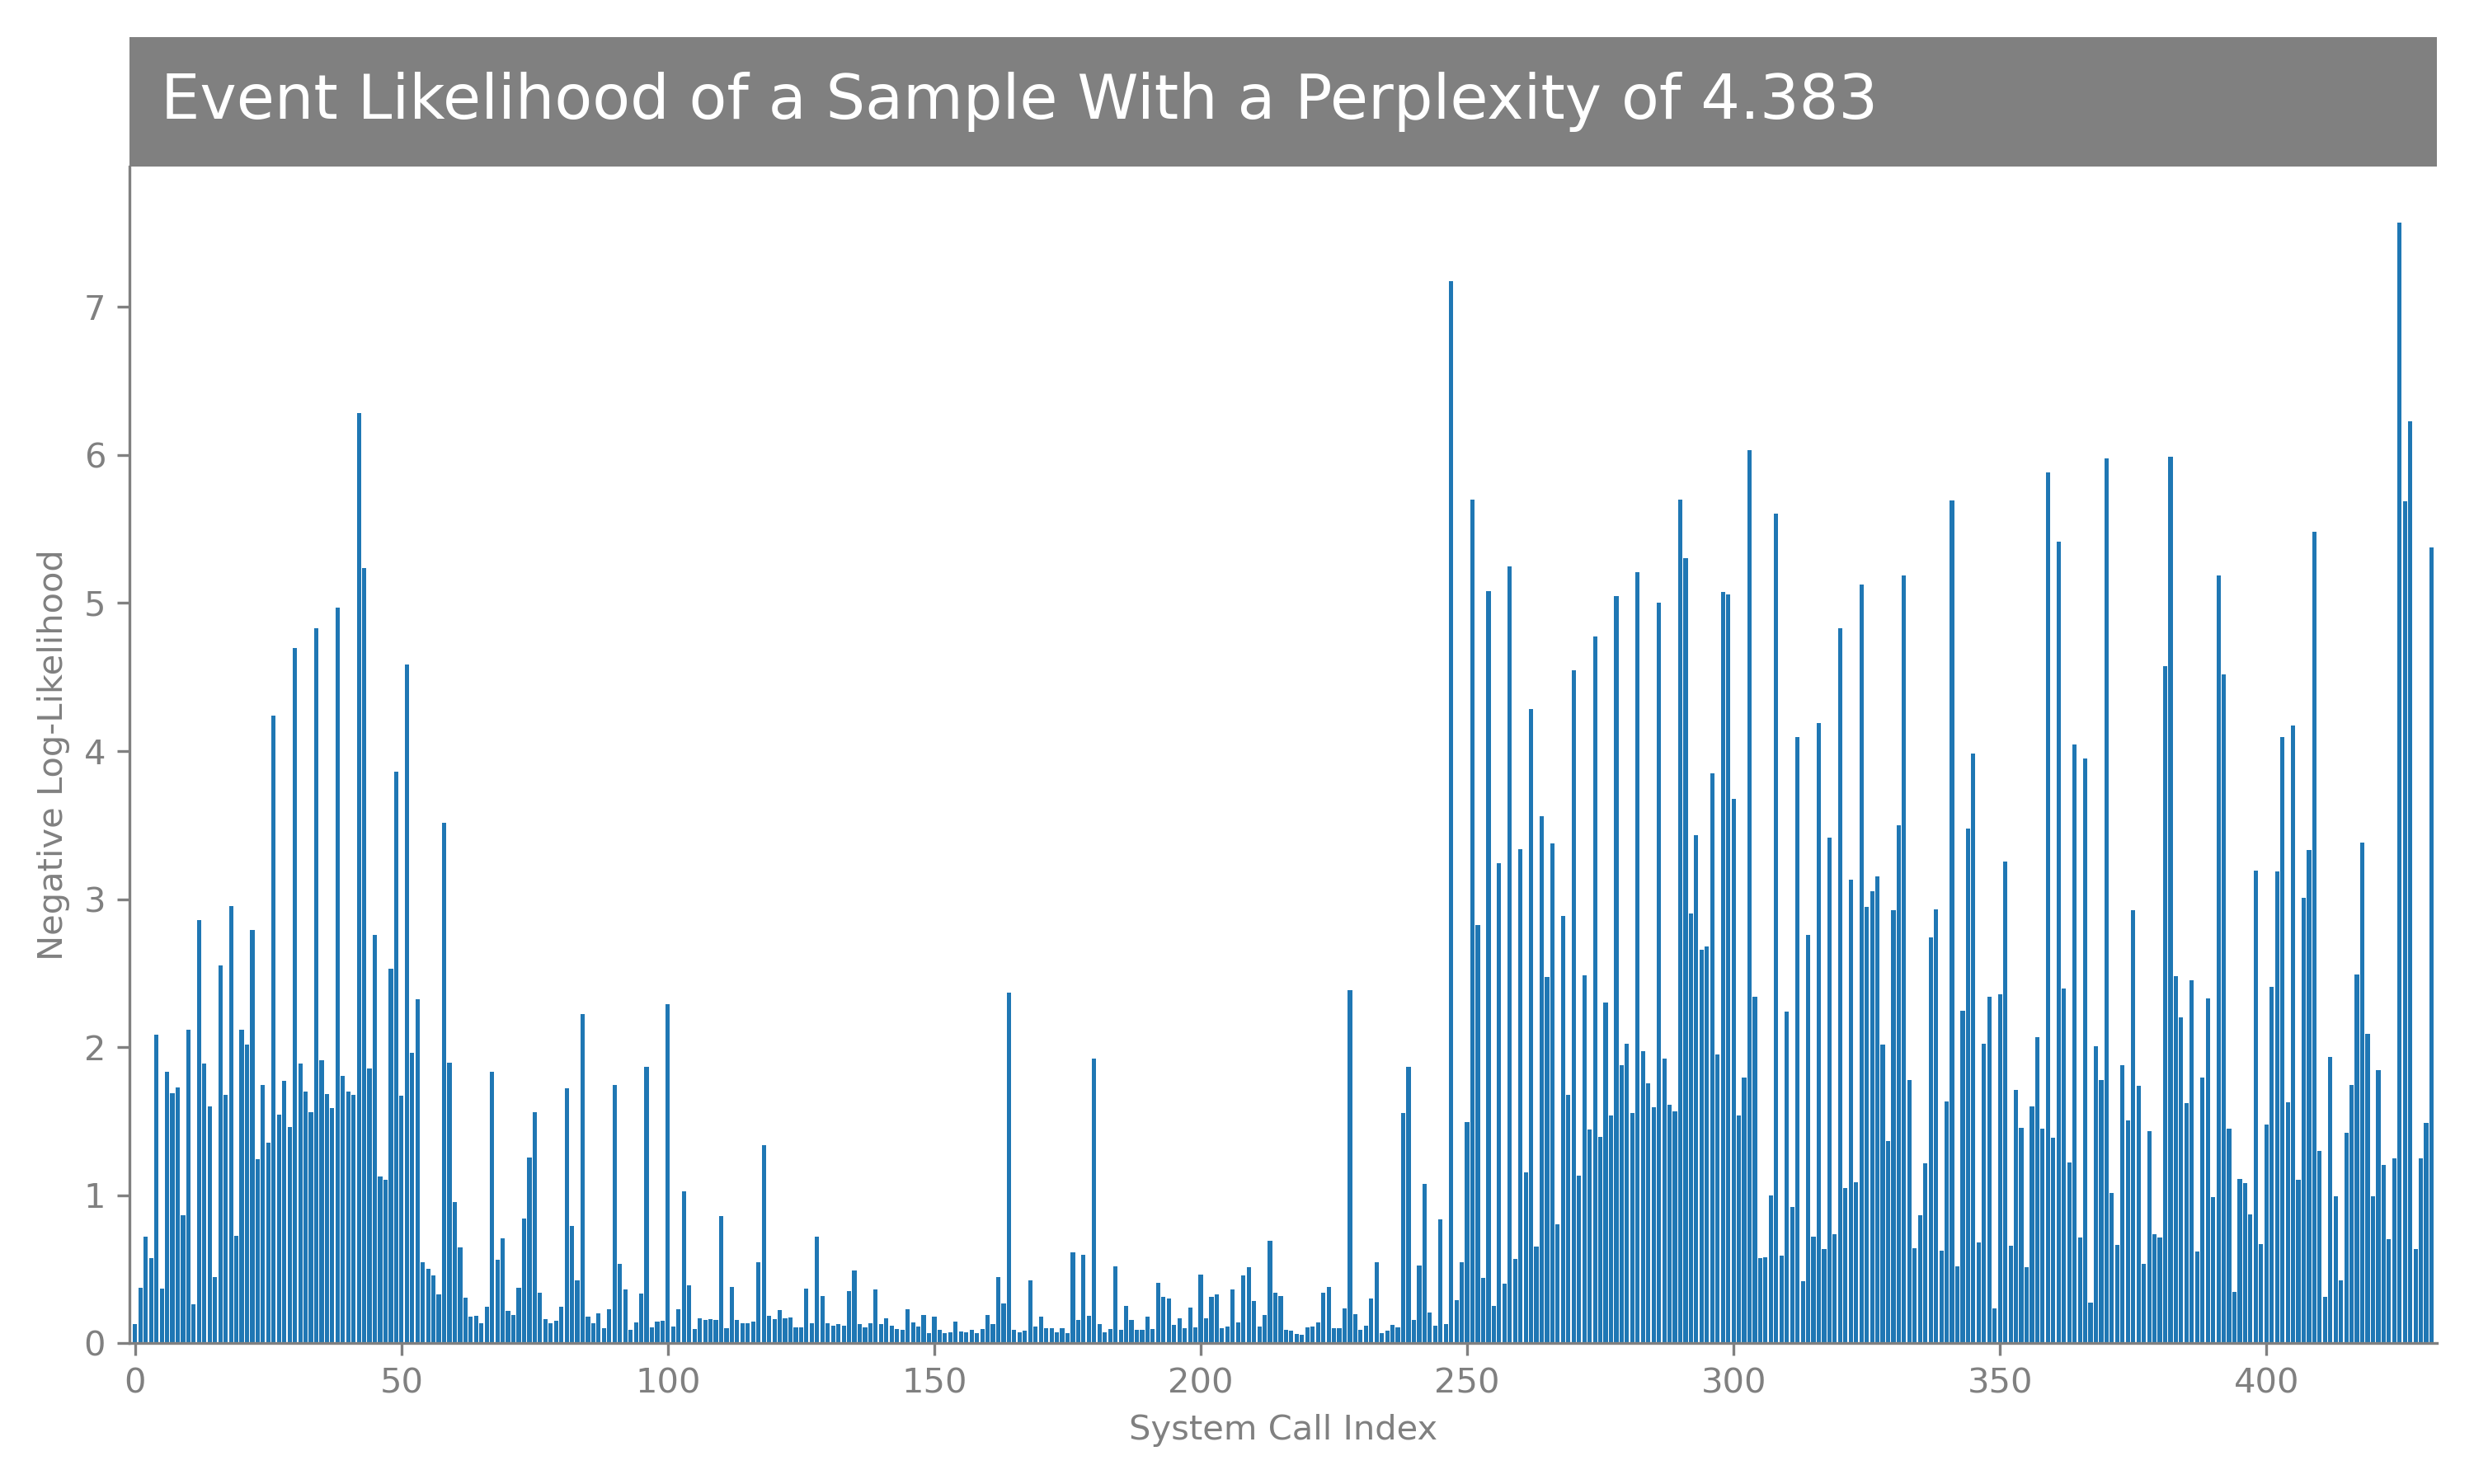 Event Likelihood of a Sample With a Perplexity of 4.383
Negative Log-Likelihood
7
6
5
4
3
2
1
0
0 50 100 150 200 250 300 350 400
System Call Index